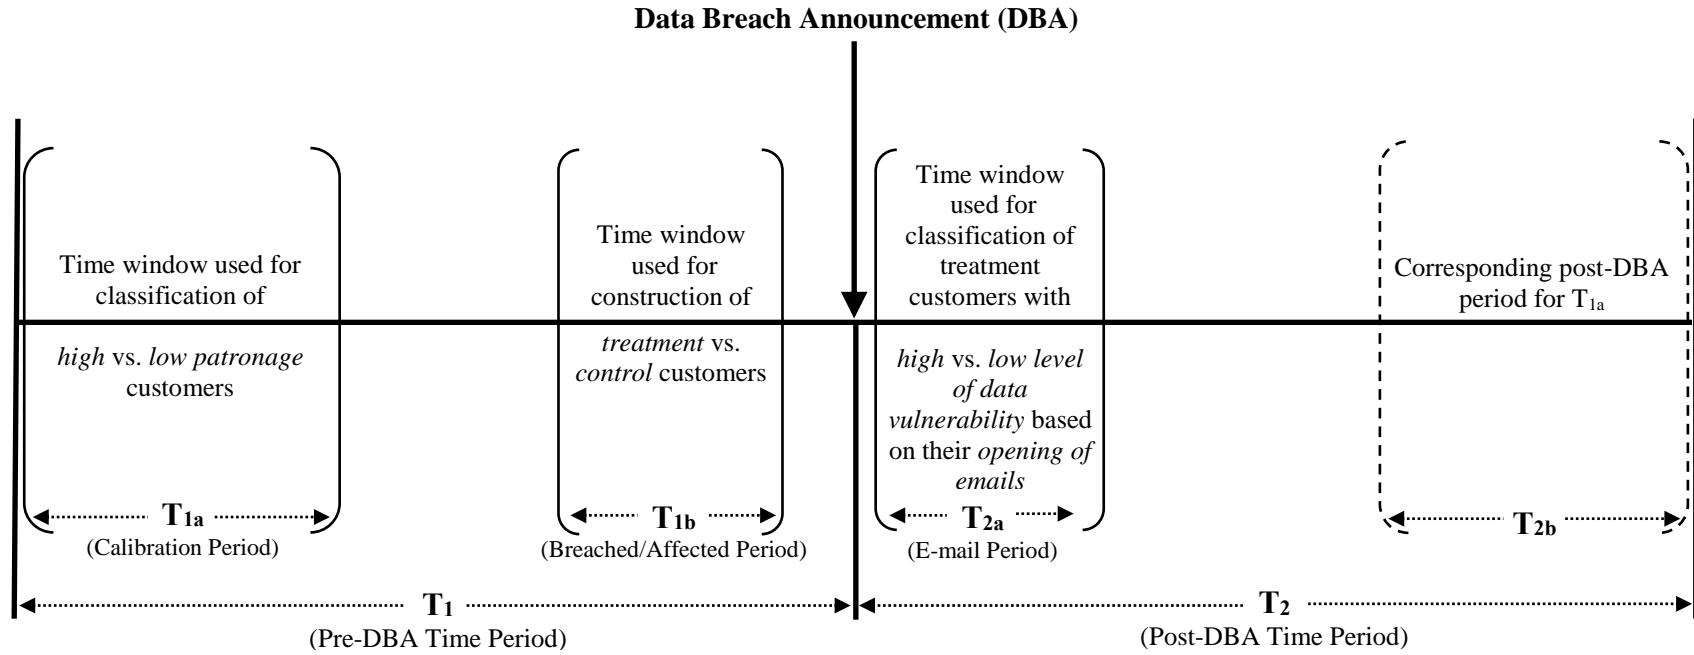 Data Breach Announcement (DBA)
Time window used for
classification of
high vs. low patronage
customers
T1a
(Calibration Period)
Time window
used for
construction of
treatment vs.
control customers
T1b
(Breached/Affected Period)
Time window
used for
classification of
treatment
customers with
high vs. low level
of data
vulnerability based
on their opening of
emails
T2a
(E-mail Period)
Corresponding post-DBA
period for T1a
T2b
T1
(Pre-DBA Time Period)
T2
(Post-DBA Time Period)